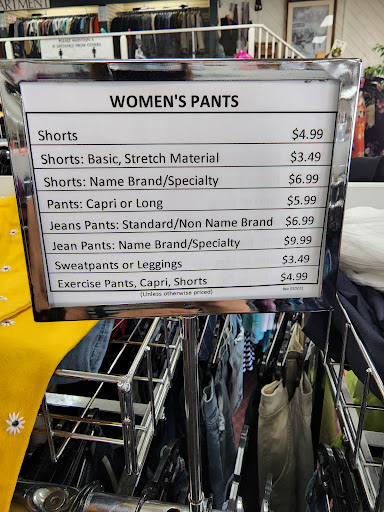 WOMEN'S PANTS
Shorts $4.99
Shorts: Basic, Stretch Material $3.49
Shorts: Name Brand/Specialty $6.99
Pants: Capri or Long $5.99
Jeans Pants: Standard/Non Name Brand $6.99
Jean Pants: Name Brand/Specialty $9.99
Sweatpants or Leggings $3.49
Exercise Pants, Capri, Shorts $4.99
(Unless otherwise priced)